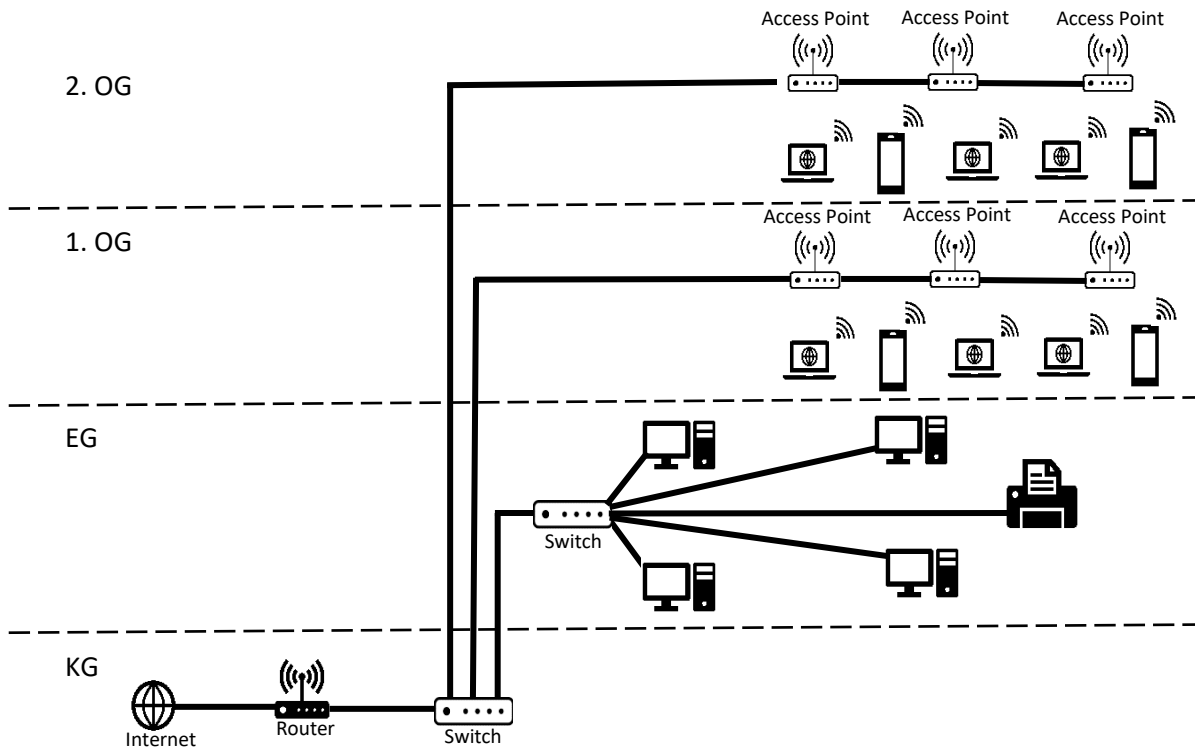 Access Point
Access Point
Access Point
2. OG
Access Point
Access Point
Access Point
1. OG
EG
Switch
KG
Internet
Router
Switch